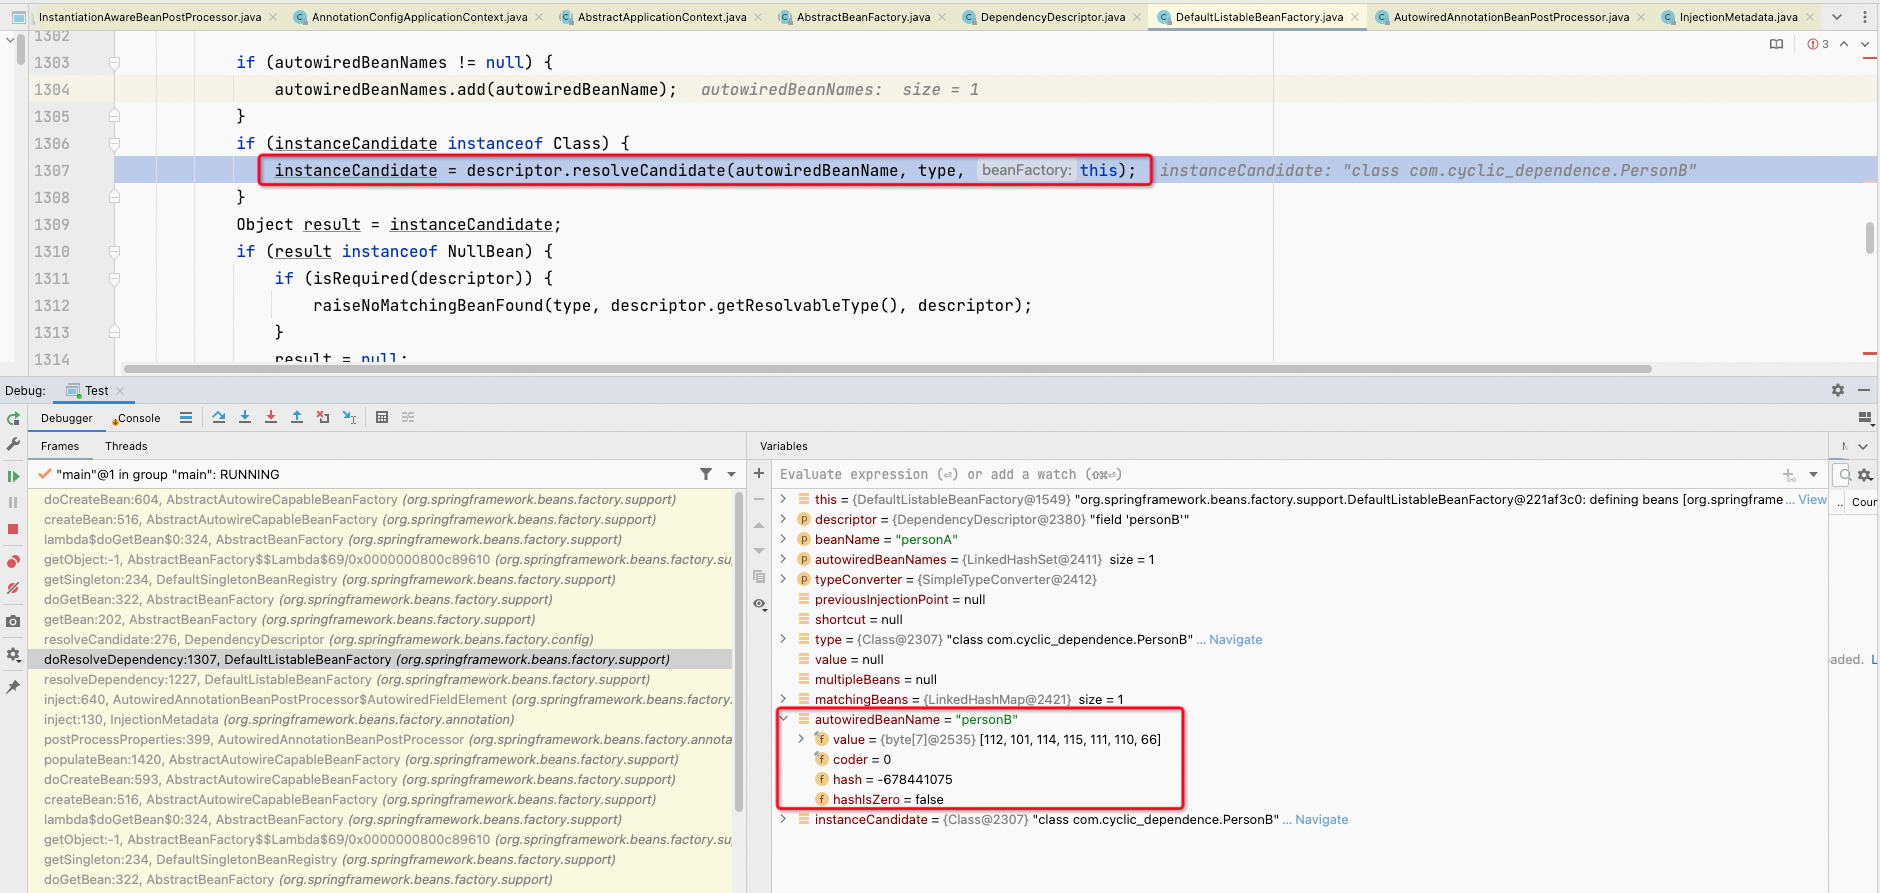 InstantiationAwareBeanPostProcessor.java
AnnotationConfigApplicationContext.java
AbstractApplicationContext.java
AbstractBeanFactory.java
DependencyDescriptor.java
DefaultListableBeanFactory.java
AutowiredAnnotationBeanPostProcessor.java
InjectionMetadata.java
3
1302
1303 if (autowiredBeanNames != null) {
1304 autowiredBeanNames.add(autowiredBeanName); autowiredBeanNames: size = 1
1305 }
1306 if (instanceCandidate instanceof Class) {
1307 instanceCandidate = descriptor.resolveCandidate(autowiredBeanName, type, beanFactory: this); instanceCandidate: "class com.cyclic_dependence.PersonB"
1308 }
1309 Object result = instanceCandidate;
1310 if (result instanceof NullBean) {
1311 if (isRequired(descriptor)) {
1312 raiseNoMatchingBeanFound(type, descriptor.getResolvableType(), descriptor);
1313 }
1314 result = null;
Debug: Test
Debugger Console
Frames Threads
"main"@1 in group "main": RUNNING
doCreateBean:604, AbstractAutowireCapableBeanFactory (org.springframework.beans.factory.support)
createBean:516, AbstractAutowireCapableBeanFactory (org.springframework.beans.factory.support)
lambda$doGetBean$0:324, AbstractBeanFactory (org.springframework.beans.factory.support)
getObject:-1, AbstractBeanFactory$$Lambda$69/0x0000000800c89610 (org.springframework.beans.factory.support)
getSingleton:234, DefaultSingletonBeanRegistry (org.springframework.beans.factory.support)
doGetBean:322, AbstractBeanFactory (org.springframework.beans.factory.support)
getBean:202, AbstractBeanFactory (org.springframework.beans.factory.support)
resolveCandidate:276, DependencyDescriptor (org.springframework.beans.factory.config)
doResolveDependency:1307, DefaultListableBeanFactory (org.springframework.beans.factory.support)
resolveDependency:1227, DefaultListableBeanFactory (org.springframework.beans.factory.support)
inject:640, AutowiredAnnotationBeanPostProcessor$AutowiredFieldElement (org.springframework.beans.factory.
inject:130, InjectionMetadata (org.springframework.beans.factory.annotation)
postProcessProperties:399, AutowiredAnnotationBeanPostProcessor (org.springframework.beans.factory.annota
populateBean:1420, AbstractAutowireCapableBeanFactory (org.springframework.beans.factory.support)
doCreateBean:593, AbstractAutowireCapableBeanFactory (org.springframework.beans.factory.support)
createBean:516, AbstractAutowireCapableBeanFactory (org.springframework.beans.factory.support)
lambda$doGetBean$0:324, AbstractBeanFactory (org.springframework.beans.factory.support)
getObject:-1, AbstractBeanFactory$$Lambda$69/0x0000000800c89610 (org.springframework.beans.factory.support)
getSingleton:234, DefaultSingletonBeanRegistry (org.springframework.beans.factory.support)
doGetBean:322, AbstractBeanFactory (org.springframework.beans.factory.support)
Variables
Evaluate expression (⏎) or add a watch (⇧⌘⏎)
this = {DefaultListableBeanFactory@1549} "org.springframework.beans.factory.support.DefaultListableBeanFactory@221af3c0: defining beans [org.springframe ... View
descriptor = {DependencyDescriptor@2380} "field 'personB'"
beanName = "personA"
autowiredBeanNames = {LinkedHashSet@2411} size = 1
typeConverter = {SimpleTypeConverter@2412}
previousInjectionPoint = null
shortcut = null
type = {Class@2307} "class com.cyclic_dependence.PersonB" ... Navigate
value = null
multipleBeans = null
matchingBeans = {LinkedHashMap@2421} size = 1
autowiredBeanName = "personB"
value = {byte[7]@2535} [112, 101, 114, 115, 111, 110, 66]
coder = 0
hash = -678441075
hashIsZero = false
instanceCandidate = {Class@2307} "class com.cyclic_dependence.PersonB" ... Navigate
.. Coun
aded. L